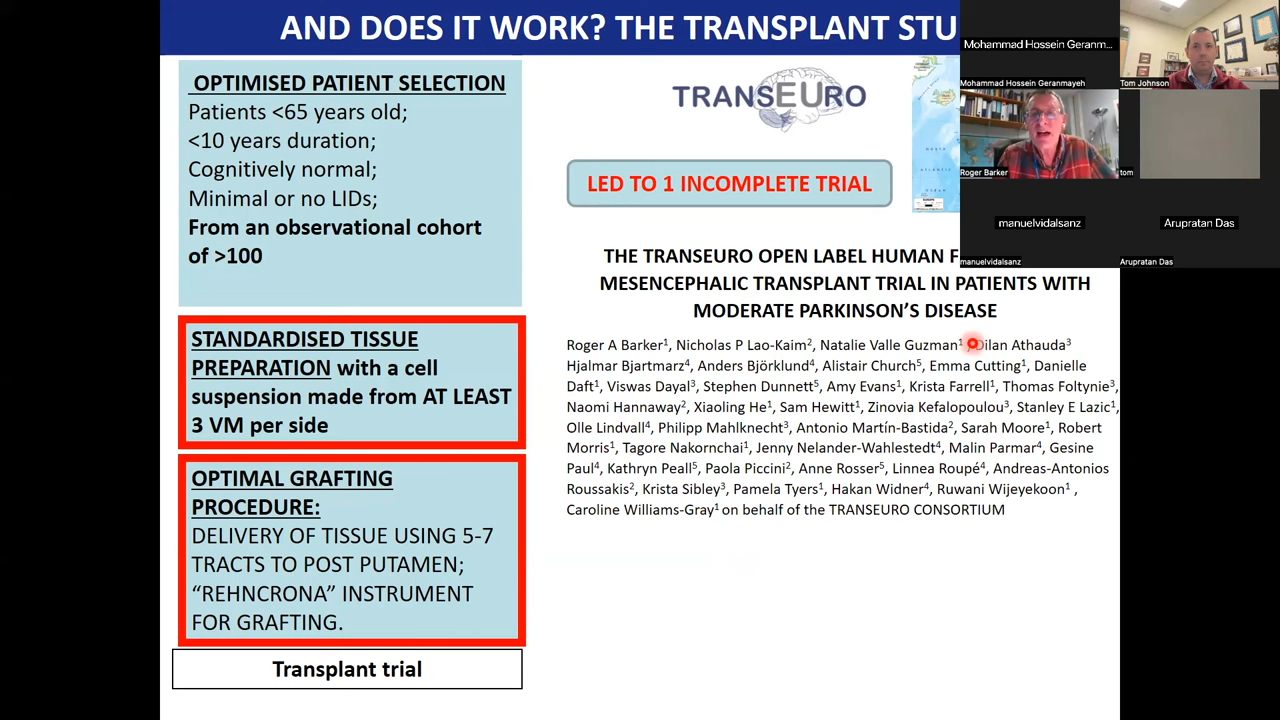 AND DOES IT WORK? THE TRANSPLANT STU
OPTIMISED PATIENT SELECTION
Patients <65 years old;
<10 years duration;
Cognitively normal;
Minimal or no LIDs;
From an observational cohort
of >100
STANDARDISED TISSUE
PREPARATION with a cell
suspension made from AT LEAST
3 VM per side
OPTIMAL GRAFTING
PROCEDURE:
DELIVERY OF TISSUE USING 5-7
TRACTS TO POST PUTAMEN;
“REHNCRONA” INSTRUMENT
FOR GRAFTING.
Transplant trial
TRANSEURO
LED TO 1 INCOMPLETE TRIAL
THE TRANSEURO OPEN LABEL HUMAN F
MESENCEPHALIC TRANSPLANT TRIAL IN PATIENTS WITH
MODERATE PARKINSON’S DISEASE
Roger A Barker¹, Nicholas P Lao-Kaim², Natalie Valle Guzman¹, Dilan Athauda³
Hjalmar Bjartmarz⁴, Anders Björklund⁴, Alistair Church⁵, Emma Cutting¹, Danielle
Daft¹, Viswas Dayal³, Stephen Dunnett⁵, Amy Evans¹, Krista Farrell¹, Thomas Foltynie³,
Naomi Hannaway², Xiaoling He¹, Sam Hewitt¹, Zinovia Kefalopoulou³, Stanley E Lazic¹,
Olle Lindvall⁴, Philipp Mahlknecht³, Antonio Martín-Bastida², Sarah Moore¹, Robert
Morris¹, Tagore Nakornchai¹, Jenny Nelander-Wahlestedt⁴, Malin Parmar⁴, Gesine
Paul⁴, Kathryn Peall⁵, Paola Piccini², Anne Rosser⁵, Linnea Roupé⁴, Andreas-Antonios
Roussakis², Krista Sibley³, Pamela Tyers¹, Hakan Widner⁴, Ruwani Wijeyekoon¹ ,
Caroline Williams-Gray¹ on behalf of the TRANSEURO CONSORTIUM
Mohammad Hossein Geranm...
Mohammad Hossein Geranmayeh
Tom Johnson
Roger Barker
tom
manuelvidalsanz
Arupratan Das
manuelvidalsanz
Arupratan Das